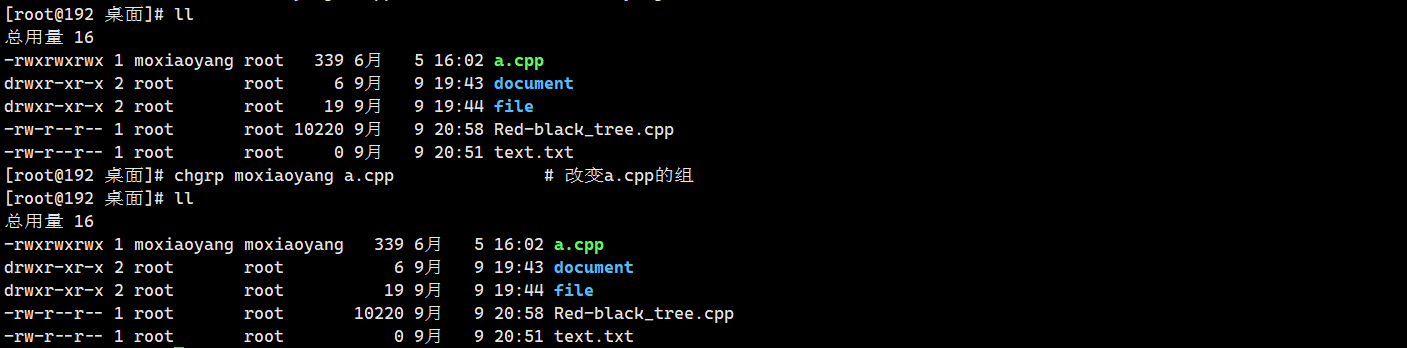 [root@192 桌面]# ll
总用量 16
-rwxrwxrwx 1 moxiaoyang root   339 6月   5 16:02 a.cpp
drwxr-xr-x 2 root       root     6 9月   9 19:43 document
drwxr-xr-x 2 root       root    19 9月   9 19:44 file
-rw-r--r-- 1 root       root 10220 9月   9 20:58 Red-black_tree.cpp
-rw-r--r-- 1 root       root     0 9月   9 20:51 text.txt
[root@192 桌面]# chgrp moxiaoyang a.cpp               # 改变a.cpp的组
[root@192 桌面]# ll
总用量 16
-rwxrwxrwx 1 moxiaoyang moxiaoyang   339 6月   5 16:02 a.cpp
drwxr-xr-x 2 root       root           6 9月   9 19:43 document
drwxr-xr-x 2 root       root          19 9月   9 19:44 file
-rw-r--r-- 1 root       root       10220 9月   9 20:58 Red-black_tree.cpp
-rw-r--r-- 1 root       root           0 9月   9 20:51 text.txt